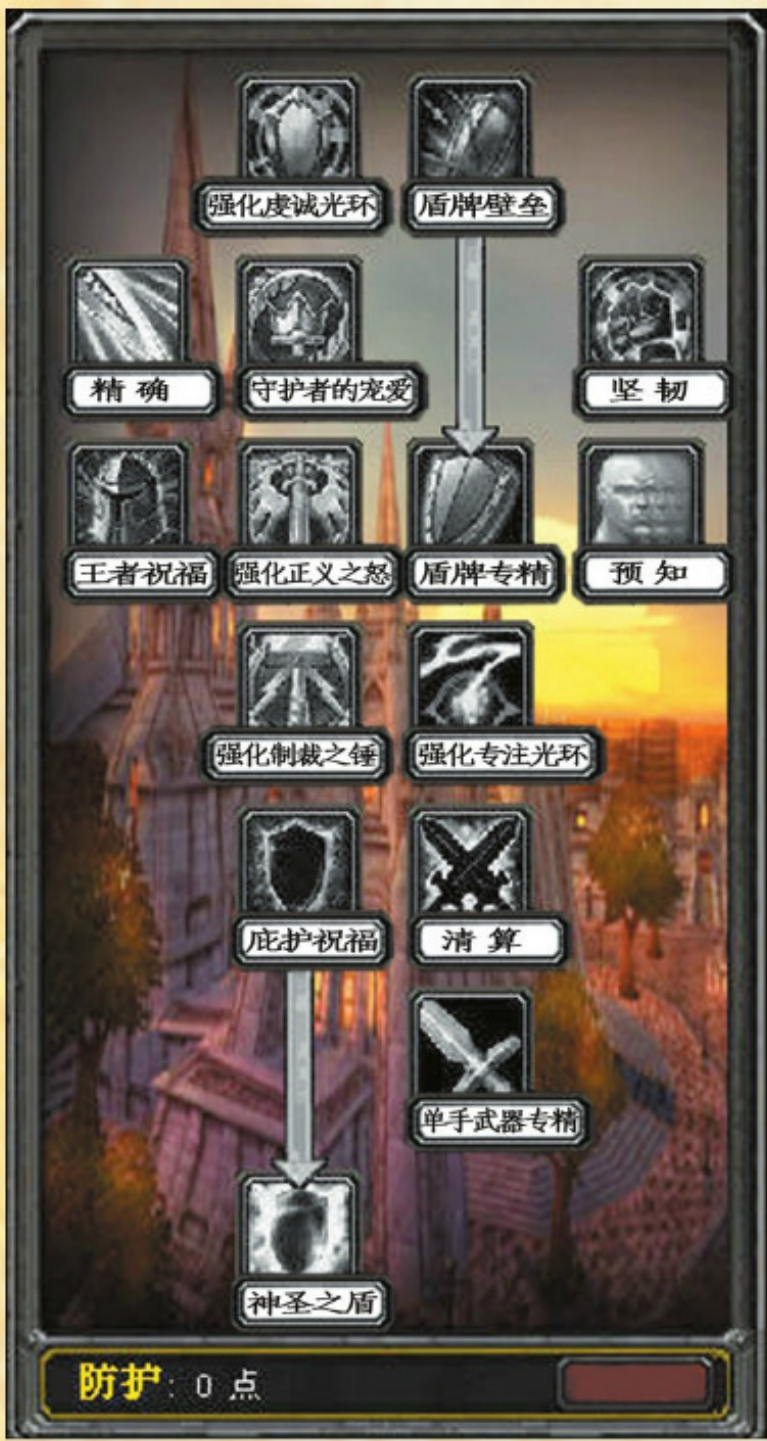 强化虔诚光环
盾牌壁垒
精确
守护者的宠爱
坚韧
王者祝福
强化正义之怒
盾牌专精
预知
强化制裁之锤
强化专注光环
庇护祝福
清算
单手武器专精
神圣之盾
防护: 0 点